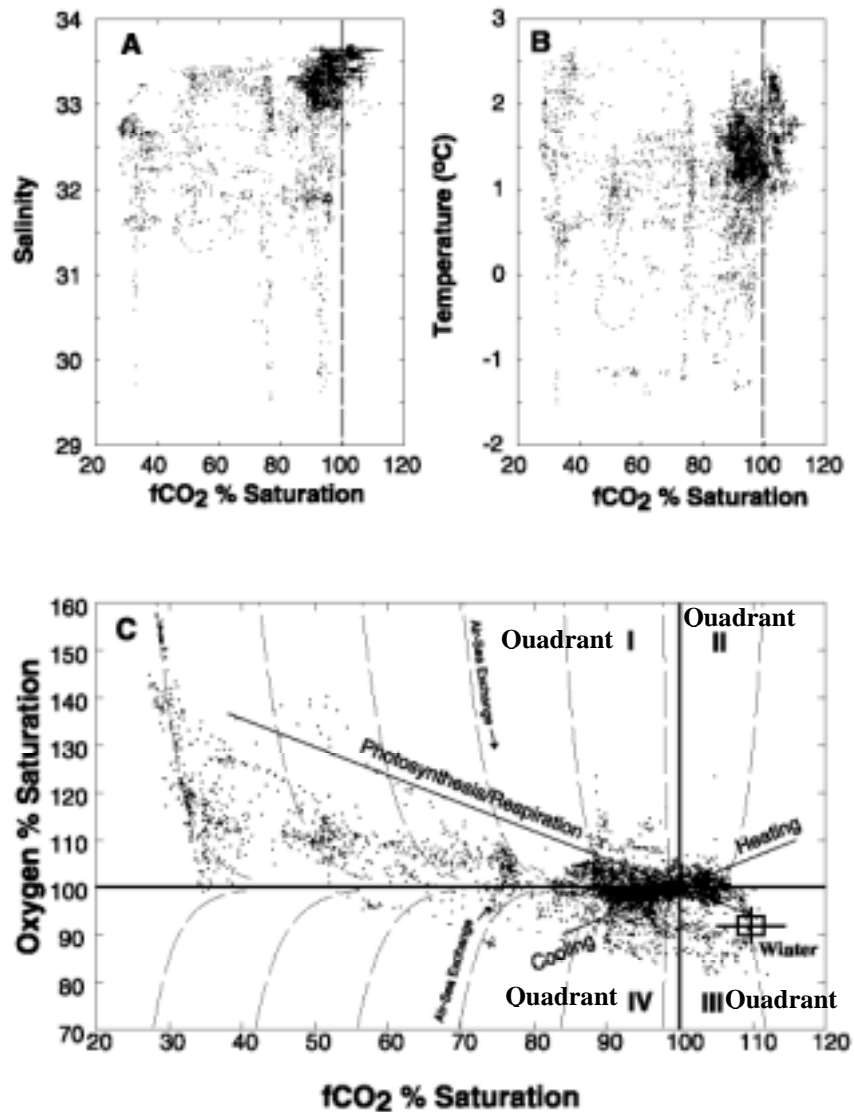 A
Salinity
34
33
32
31
30
29
20 40 60 80 100 120
fCO2 % Saturation
B
Temperature (ºC)
3
2
1
0
-1
-2
20 40 60 80 100 120
fCO2 % Saturation
C
Oxygen % Saturation
160
150
140
130
120
110
100
90
80
70
Air-Sea Exchange
Ouadrant I
Ouadrant
II
Photosynthesis/Respiration
Heating
Cooling
Winter
Air-Sea Exchange
Ouadrant IV
III Ouadrant
20 30 40 50 60 70 80 90 100 110 120
fCO2 % Saturation